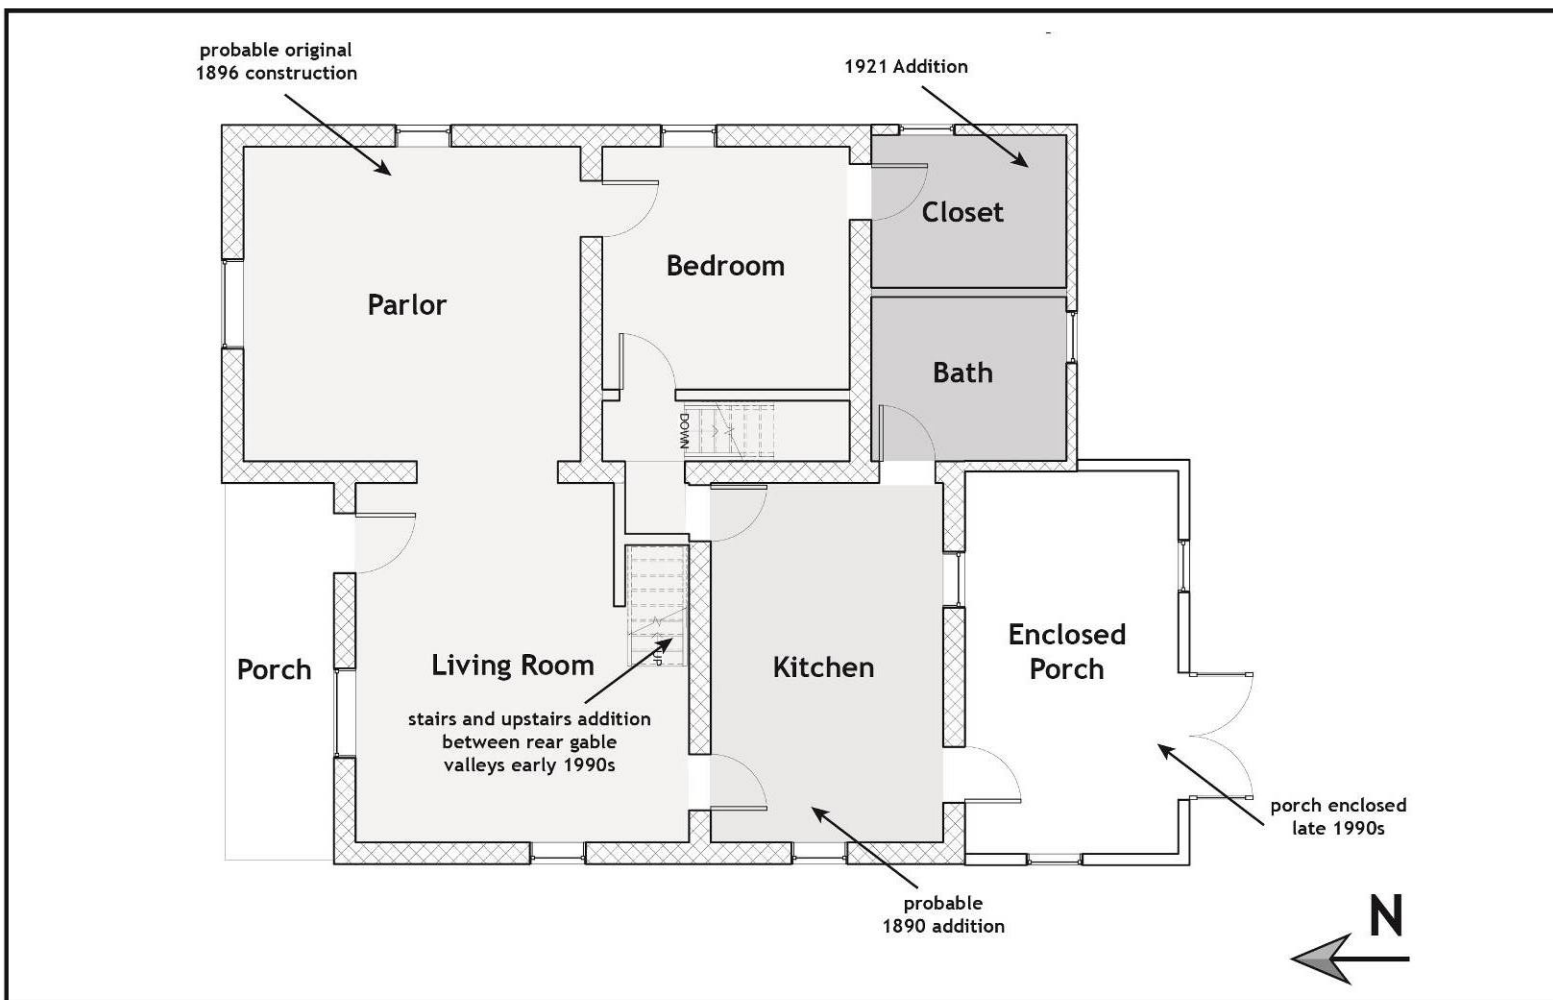 probable original
1896 construction
1921 Addition
Closet
Bedroom
Parlor
Bath
DOWN
Enclosed
Porch
Porch
Living Room
UP
Kitchen
stairs and upstairs addition
between rear gable
valleys early 1990s
porch enclosed
late 1990s
probable
1890 addition
N